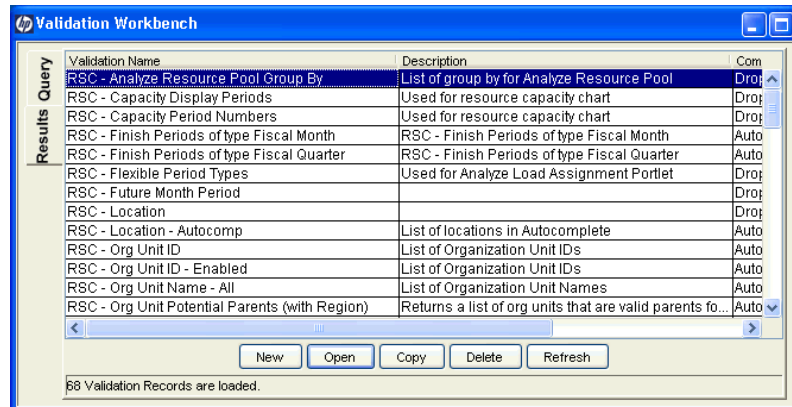 hp Validation Workbench
Query
Results
Validation Name Description Com
RSC - Analyze Resource Pool Group By List of group by for Analyze Resource Pool Drop
RSC - Capacity Display Periods Used for resource capacity chart Drop
RSC - Capacity Period Numbers Used for resource capacity chart Drop
RSC - Finish Periods of type Fiscal Month RSC - Finish Periods of type Fiscal Month Auto
RSC - Finish Periods of type Fiscal Quarter RSC - Finish Periods of type Fiscal Quarter Auto
RSC - Flexible Period Types Used for Analyze Load Assignment Portlet Drop
RSC - Future Month Period Drop
RSC - Location Drop
RSC - Location - Autocomp List of locations in Autocomplete Auto
RSC - Org Unit ID List of Organization Unit IDs Auto
RSC - Org Unit ID - Enabled List of Organization Unit IDs Auto
RSC - Org Unit Name - All List of Organization Unit Names Auto
RSC - Org Unit Potential Parents (with Region) Returns a list of org units that are valid parents fo... Auto
New Open Copy Delete Refresh
68 Validation Records are loaded.